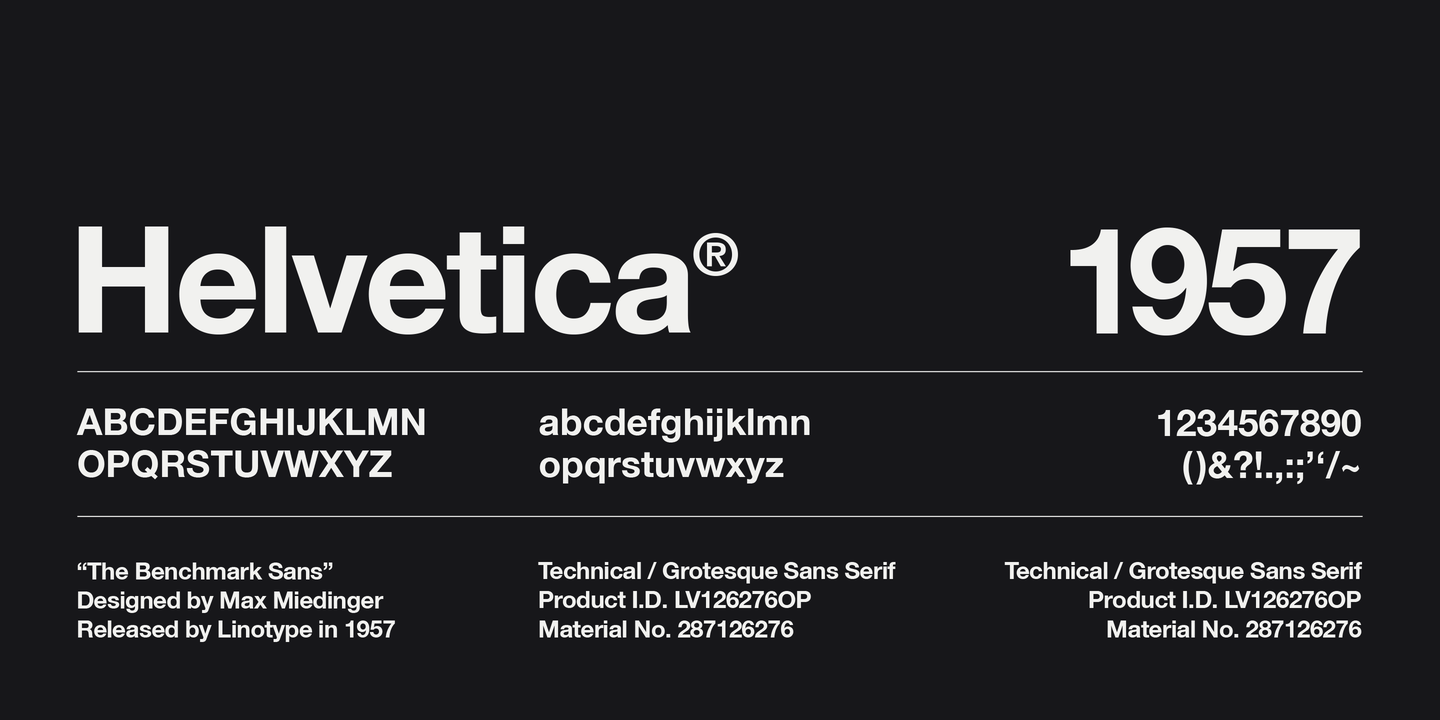 Helvetica®
1957
ABCDEFGHIJKLMN
OPQRSTUVWXYZ
abcdefghijklmn
opqrstuvwxyz
1234567890
()&?!.,:;’‘/~
“The Benchmark Sans”
Designed by Max Miedinger
Released by Linotype in 1957
Technical / Grotesque Sans Serif
Product I.D. LV126276OP
Material No. 287126276
Technical / Grotesque Sans Serif
Product I.D. LV126276OP
Material No. 287126276